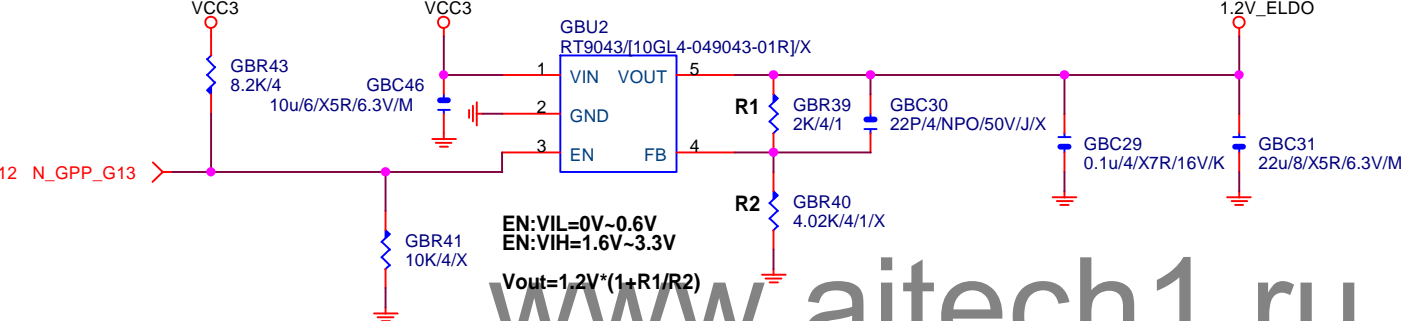 VCC3
VCC3
1.2V_ELDO
GBU2
RT9043/[10GL4-049043-01R]/X
GBR43
8.2K/4
GBC46
10u/6/X5R/6.3V/M
1 VIN VOUT 5
2 GND
3 EN FB 4
R1
GBR39
2K/4/1
GBC30
22P/4/NPO/50V/J/X
GBC29
0.1u/4/X7R/16V/K
GBC31
22u/8/X5R/6.3V/M
12 N_GPP_G13
R2
GBR40
4.02K/4/1/X
GBR41
10K/4/X
EN:VIL=0V~0.6V
EN:VIH=1.6V~3.3V
Vout=1.2V*(1+R1/R2)
www.aitech1.ru